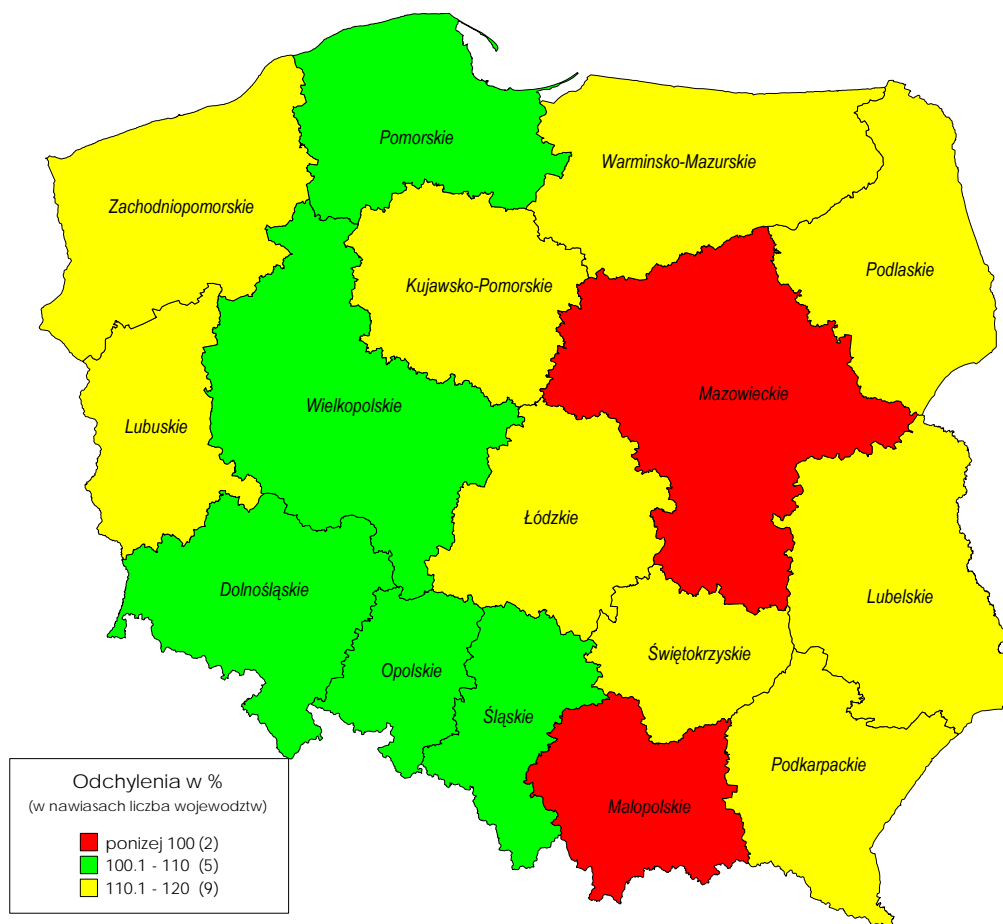 Pomorskie
Warminsko-Mazurskie
Zachodniopomorskie
Podlaskie
Kujawsko-Pomorskie
Mazowieckie
Wielkopolskie
Lubuskie
Łódzkie
Dolnośląskie
Lubelskie
Świętokrzyskie
Opolskie
Śląskie
Podkarpackie
Malopolskie
Odchylenia w %
(w nawiasach liczba wojewodztw)
ponizej 100 (2)
100.1 - 110 (5)
110.1 - 120 (9)